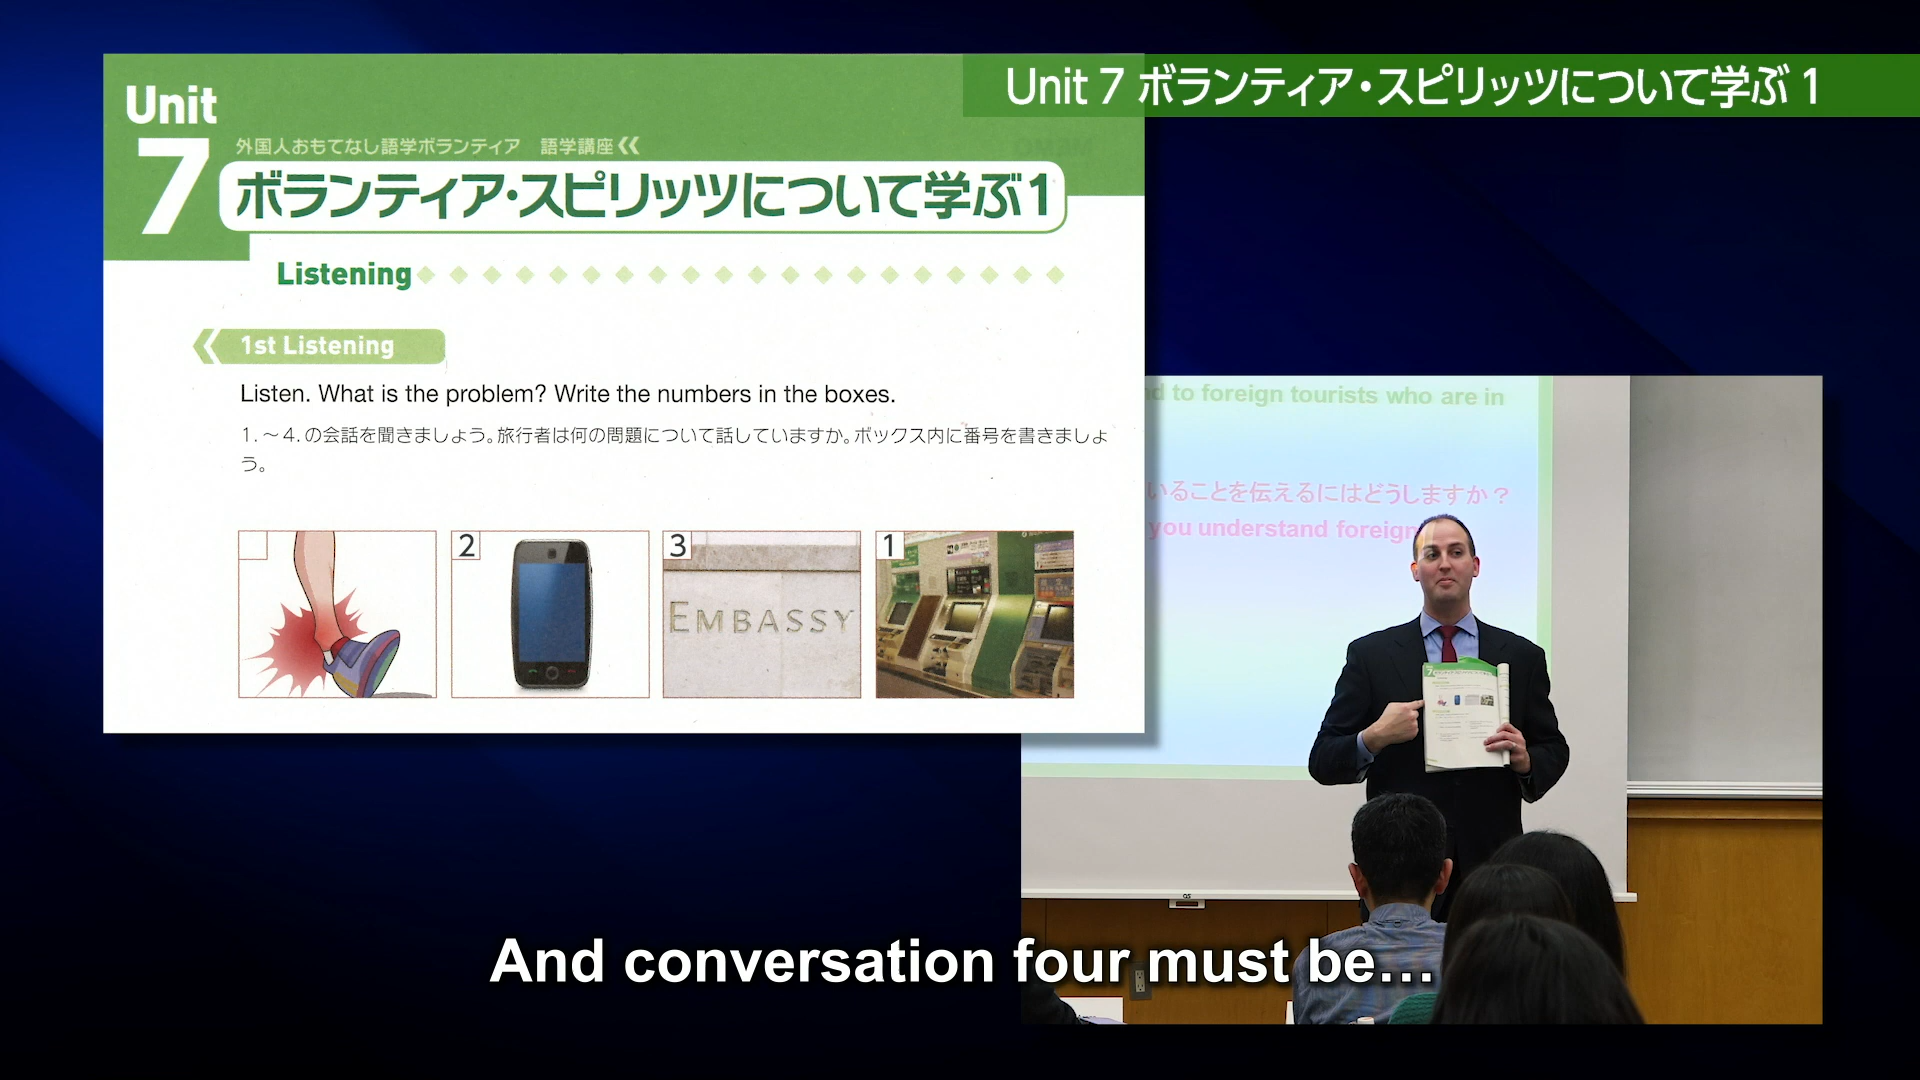 Unit 7 ボランティア・スピリッツについて学ぶ 1
Unit
7
外国人おもてなし語学ボランティア 語学講座
ボランティア・スピリッツについて学ぶ1
Listening
1st Listening
Listen. What is the problem? Write the numbers in the boxes.
1.～4.の会話を聞きましょう。旅行者は何の問題について話していますか。ボックス内に番号を書きましょ
う。
2
3
1
EMBASSY
to foreign tourists who are in
いることを伝えるにはどうしますか？
you understand foreign
And conversation four must be...